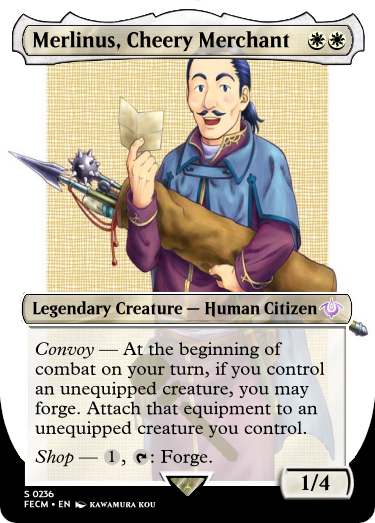 Merlinus, Cheery Merchant
Legendary Creature — Human Citizen
Convoy — At the beginning of
combat on your turn, if you control
an unequipped creature, you may
forge. Attach that equipment to an
unequipped creature you control.
Shop — 1, : Forge.
1/4
S 0236
FECM • EN KAWAMURA KOU